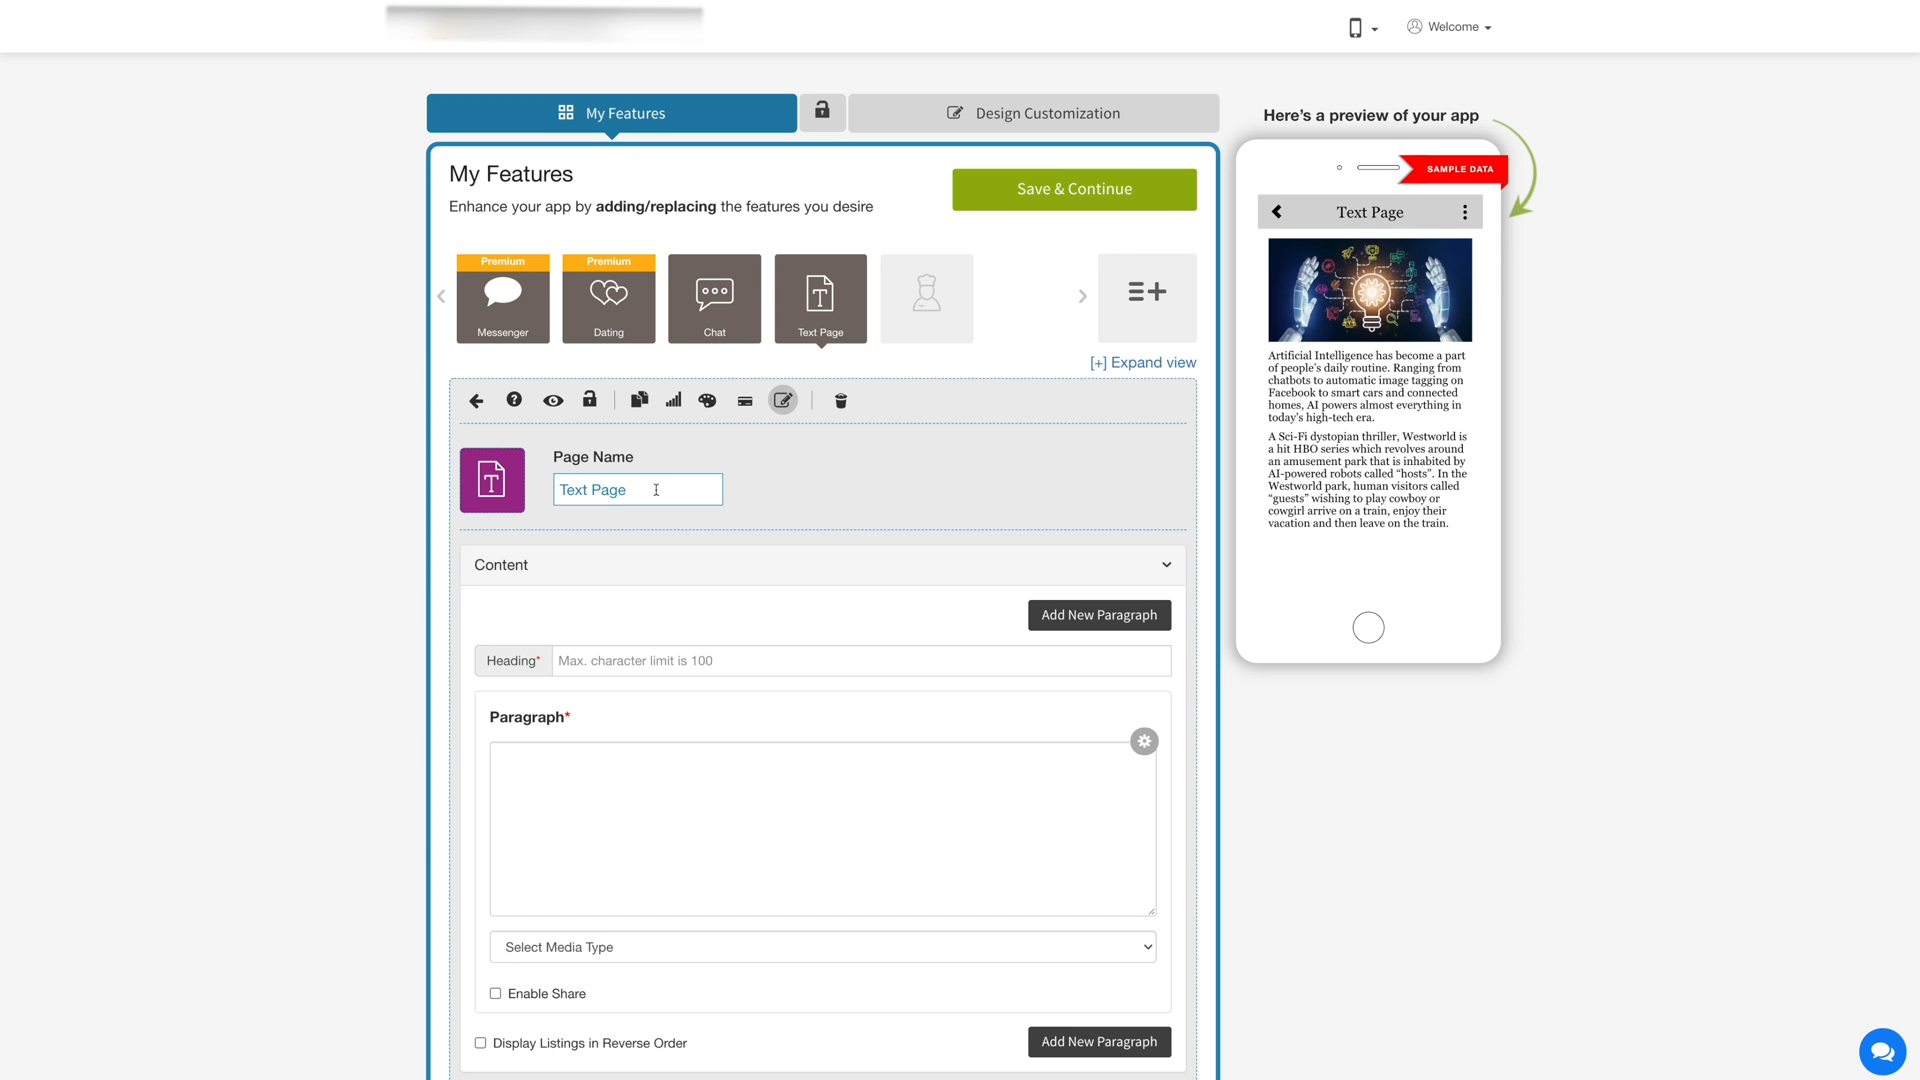 Welcome
My Features
Design Customization
Here's a preview of your app
SAMPLE DATA
My Features
Save & Continue
Enhance your app by adding/replacing the features you desire
Premium
Messenger
Premium
Dating
Chat
Text Page
[+] Expand view
Page Name
Text Page
Content
Add New Paragraph
Heading*
Max. character limit is 100
Paragraph*
Select Media Type
Enable Share
Display Listings in Reverse Order
Add New Paragraph
Text Page
Artificial Intelligence has become a part
of people's daily routine. Ranging from
chatbots to automatic image tagging on
Facebook to smart cars and connected
homes, AI powers almost everything in
today's high-tech era.
A Sci-Fi dystopian thriller, Westworld is
a hit HBO series which revolves around
an amusement park that is inhabited by
AI-powered robots called “hosts”. In the
Westworld park, human visitors called
“guests” wishing to play cowboy or
cowgirl arrive on a train, enjoy their
vacation and then leave on the train.